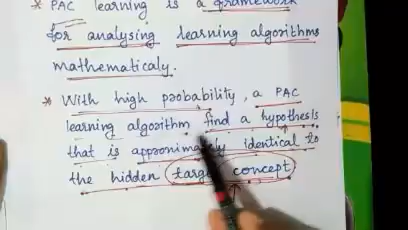 * PAC learning is a framework
for analysing learning algorithms
mathematicaly.
* With high probability, a PAC
learning algorithm find a hypothesis
that is approximately identical to
the hidden target concept